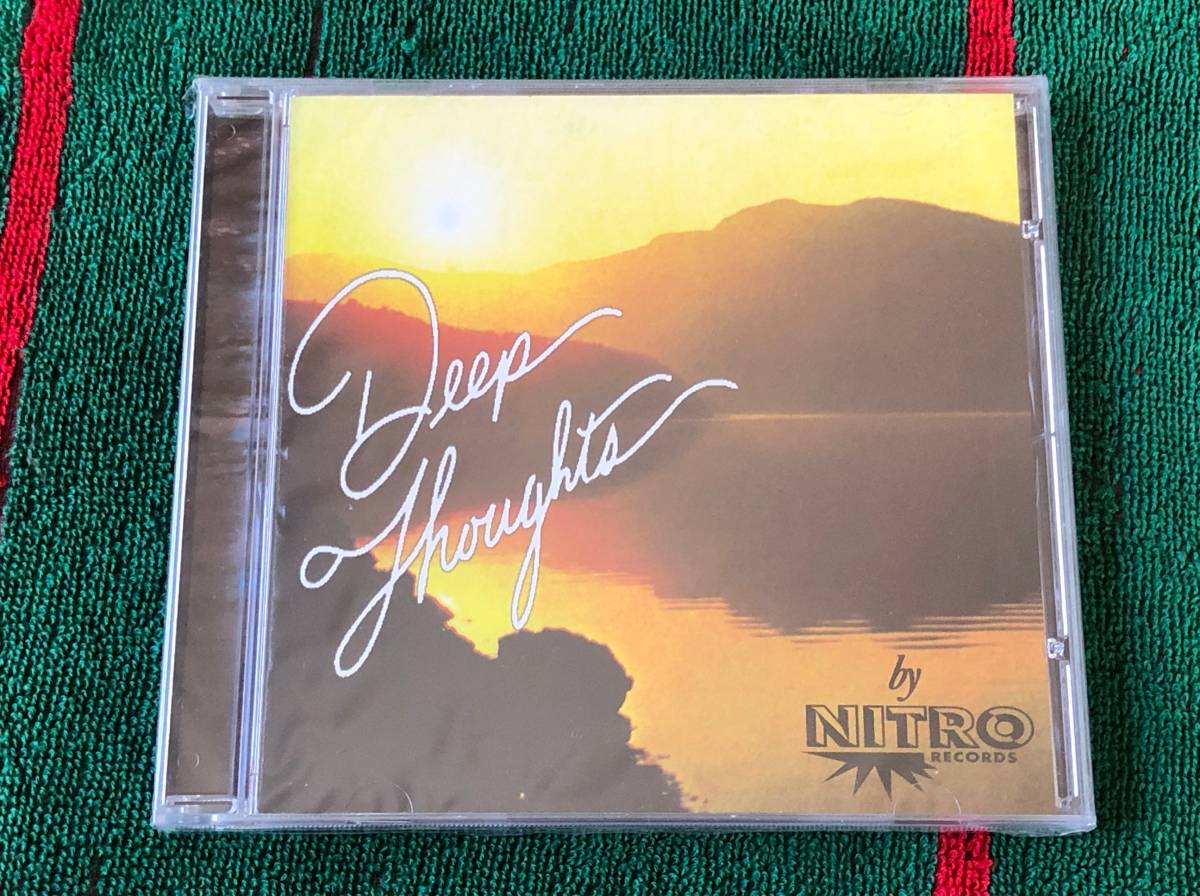 Deep
Thoughts
by
NITRO
RECORDS